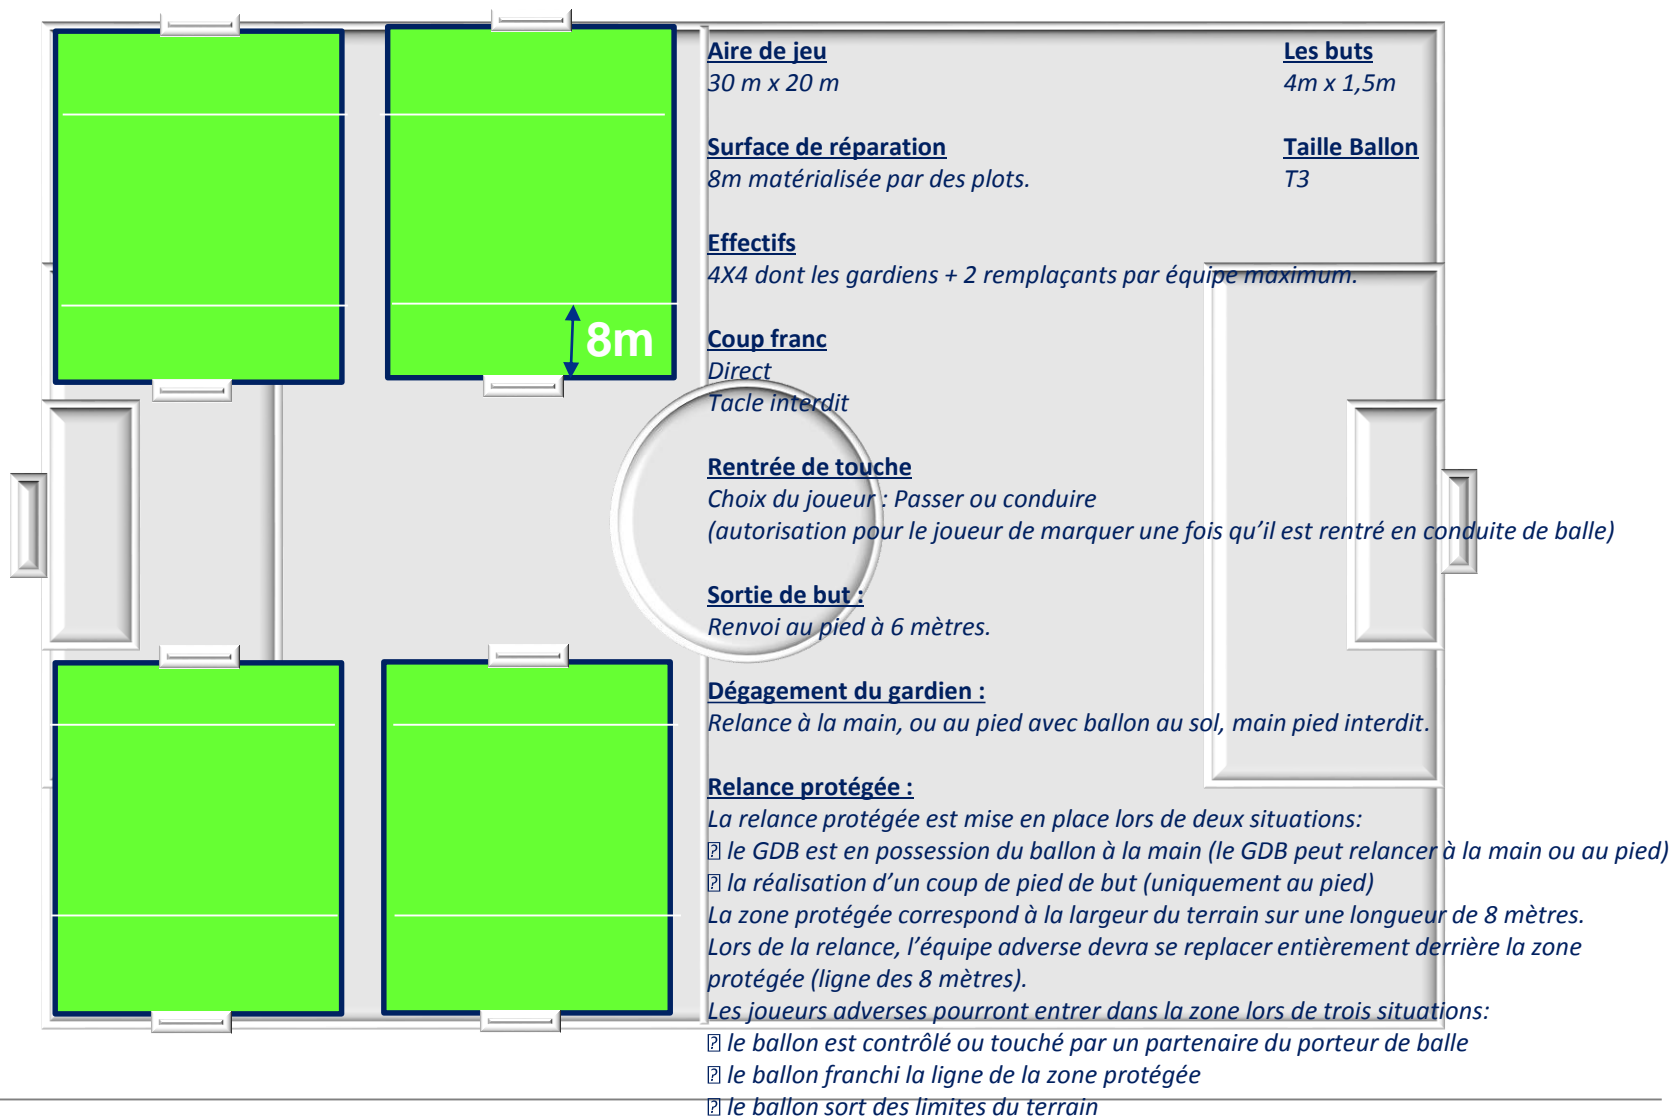 Aire de jeu
30 m x 20 m
Les buts
4m x 1,5m
Surface de réparation
8m matérialisée par des plots.
Taille Ballon
T3
Effectifs
4X4 dont les gardiens + 2 remplaçants par équipe maximum.
8m
Coup franc
Direct
Tacle interdit
Rentrée de touche
Choix du joueur : Passer ou conduire
(autorisation pour le joueur de marquer une fois qu’il est rentré en conduite de balle)
Sortie de but :
Renvoi au pied à 6 mètres.
Dégagement du gardien :
Relance à la main, ou au pied avec ballon au sol, main pied interdit.
Relance protégée :
La relance protégée est mise en place lors de deux situations:
le GDB est en possession du ballon à la main (le GDB peut relancer à la main ou au pied)
la réalisation d’un coup de pied de but (uniquement au pied)
La zone protégée correspond à la largeur du terrain sur une longueur de 8 mètres.
Lors de la relance, l’équipe adverse devra se replacer entièrement derrière la zone
protégée (ligne des 8 mètres).
Les joueurs adverses pourront entrer dans la zone lors de trois situations:
le ballon est contrôlé ou touché par un partenaire du porteur de balle
le ballon franchi la ligne de la zone protégée
le ballon sort des limites du terrain